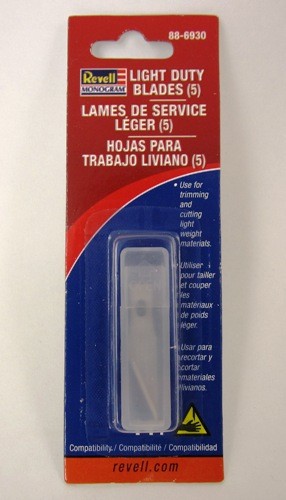 88-6930
Revell
MONOGRAM
LIGHT DUTY
BLADES (5)
LAMES DE SERVICE
LÉGER (5)
HOJAS PARA
TRABAJO LIVIANO (5)
• Use for
trimming
and
cutting
light
weight
materials.
• Utiliser
pour tailler
et couper
les
matériaux
de poids
léger.
• Usar para
recortar y
cortar
materiales
livianos.
Compatibility / Compatibilité / Compatibilidad
revell.com